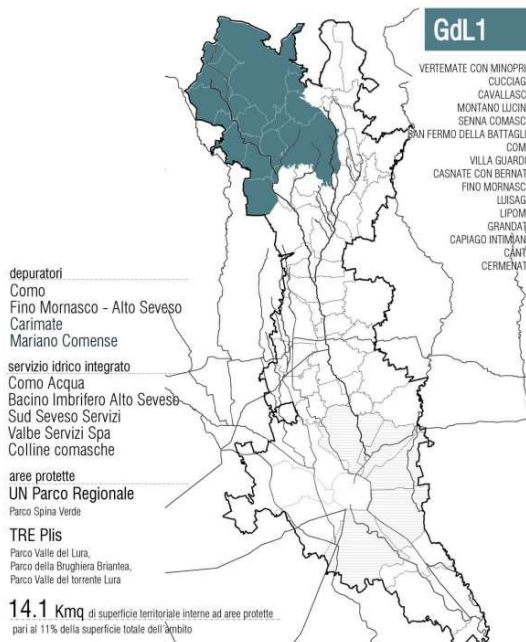 GdL1
VERTEMATE CON MINOPRI
CUCCIAG
CAVALLASC
MONTANO LUCIN
SENNA COMASC
SAN FERMO DELLA BATTAGLI
COM
VILLA GUARDI
CASNATE CON BERNAT
FINO MORNASC
LUISAG
LIPOM
GRANDAT
CAPIAGO INTIMIAN
CANT
CERMENAT
depuratori
Como
Fino Mornasco - Alto Seveso
Carimate
Mariano Comense
servizio idrico integrato
Como Acqua
Bacino Imbrifero Alto Seveso
Sud Seveso Servizi
Valbe Servizi Spa
Colline comasche
aree protette
UN Parco Regionale
Parco Spina Verde
TRE Plis
Parco Valle del Lura,
Parco della Brughiera Briantea,
Parco Valle del torrente Lura
14.1 Kmq di superficie territoriale interne ad aree protette
pari al 11% della superficie totale dell'àmbito